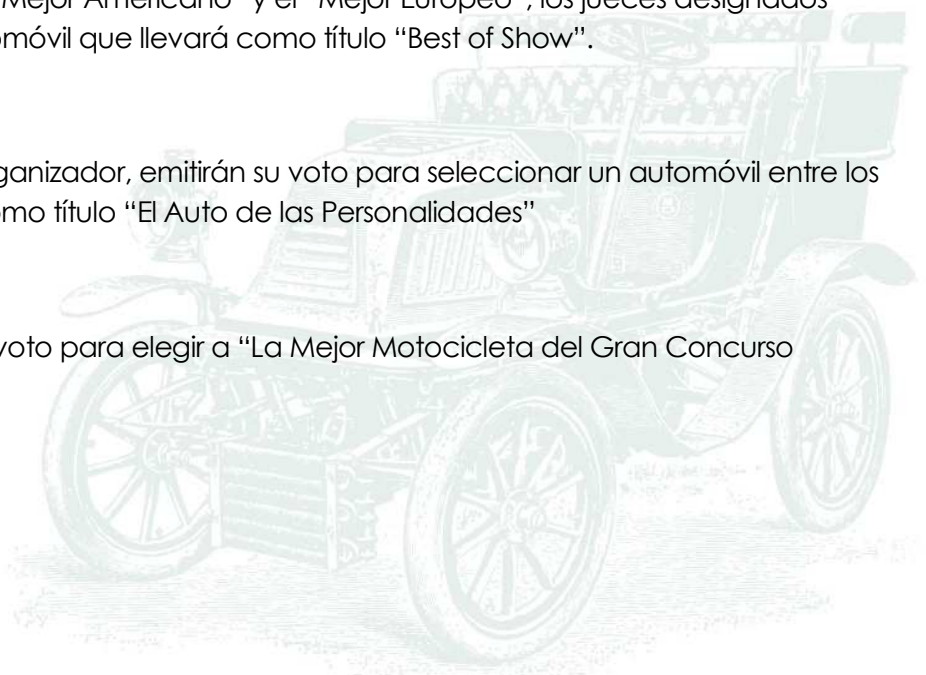 Mejor Americano” y el “Mejor Europeo”, los jueces designados
omóvil que llevará como título “Best of Show”.
ganizador, emitirán su voto para seleccionar un automóvil entre los
omo título “El Auto de las Personalidades”
voto para elegir a “La Mejor Motocicleta del Gran Concurso